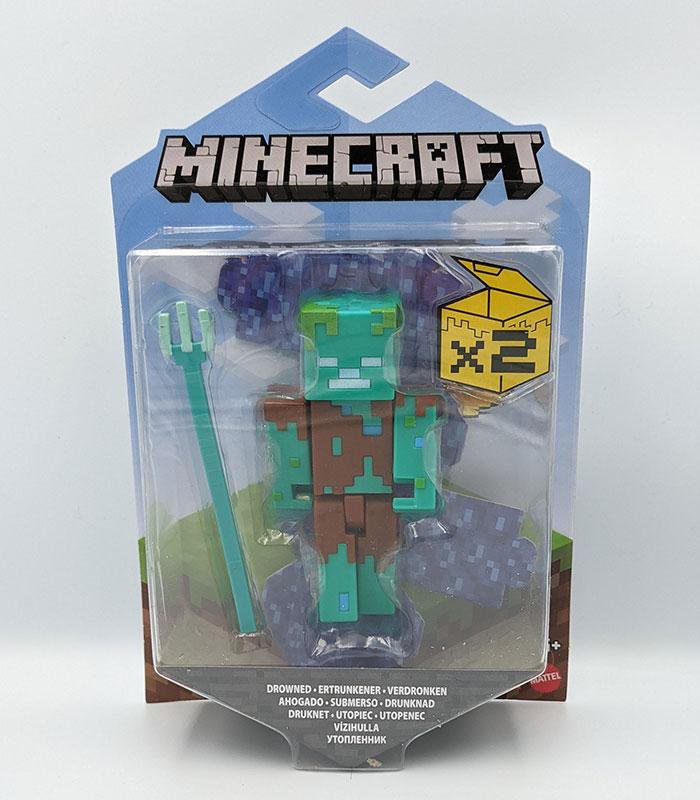 MINECRAFT
x2
+
MATTEL
DROWNED • ERTRUNKENER • VERDRONKEN
AHOGADO • SUBMERSO • DRUNKNAD
DRUKNET • UTOPIEC • UTOPENEC
VÍZIHULLA
УТОПЛЕННИК